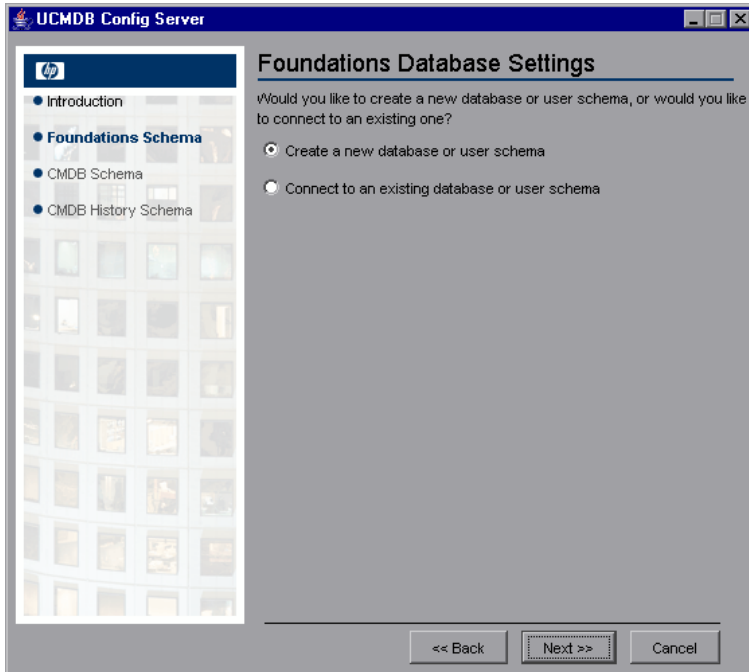 UCMDB Config Server
hp
Introduction
Foundations Schema
CMDB Schema
CMDB History Schema
Foundations Database Settings
Would you like to create a new database or user schema, or would you like
to connect to an existing one?
Create a new database or user schema
Connect to an existing database or user schema
<< Back
Next >>
Cancel